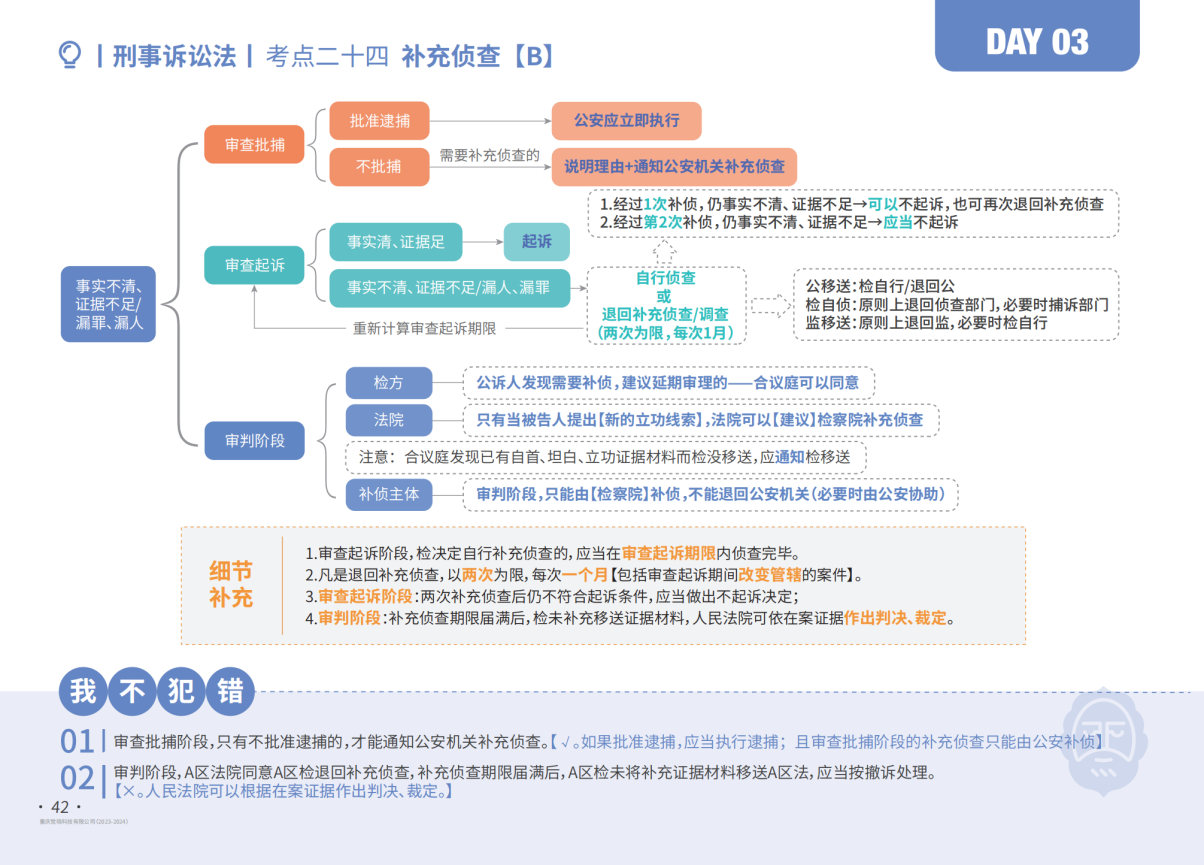 DAY 03
|刑事诉讼法| 考点二十四 补充侦查【B】
事实不清、
证据不足/
漏罪、漏人
审查批捕
批准逮捕
公安应立即执行
不批捕
需要补充侦查的
说明理由+通知公安机关补充侦查
审查起诉
事实清、证据足
起诉
事实不清、证据不足/漏人、漏罪
重新计算审查起诉期限
1.经过1次补侦,仍事实不清、证据不足→可以不起诉,也可再次退回补充侦查
2.经过第2次补侦,仍事实不清、证据不足→应当不起诉
自行侦查
或
退回补充侦查/调查
(两次为限,每次1月)
公移送:检自行/退回公
检自侦:原则上退回侦查部门,必要时捕诉部门
监移送:原则上退回监,必要时检自行
审判阶段
检方
公诉人发现需要补侦,建议延期审理的——合议庭可以同意
法院
只有当被告人提出【新的立功线索】,法院可以【建议】检察院补充侦查
注意: 合议庭发现已有自首、坦白、立功证据材料而检没移送,应通知检移送
补侦主体
审判阶段,只能由【检察院】补侦,不能退回公安机关(必要时由公安协助)
细节
补充
1.审查起诉阶段,检决定自行补充侦查的,应当在审查起诉期限内侦查完毕。
2.凡是退回补充侦查,以两次为限,每次一个月【包括审查起诉期间改变管辖的案件】。
3.审查起诉阶段:两次补充侦查后仍不符合起诉条件,应当做出不起诉决定;
4.审判阶段:补充侦查期限届满后,检未补充移送证据材料,人民法院可依在案证据作出判决、裁定。
我不犯错
01 审查批捕阶段,只有不批准逮捕的,才能通知公安机关补充侦查。【√。如果批准逮捕,应当执行逮捕; 且审查批捕阶段的补充侦查只能由公安补侦】
02 审判阶段,A区法院同意A区检退回补充侦查,补充侦查期限届满后,A区检未将补充证据材料移送A区法,应当按撤诉处理。
【×。人民法院可以根据在案证据作出判决、裁定。】
· 42 ·